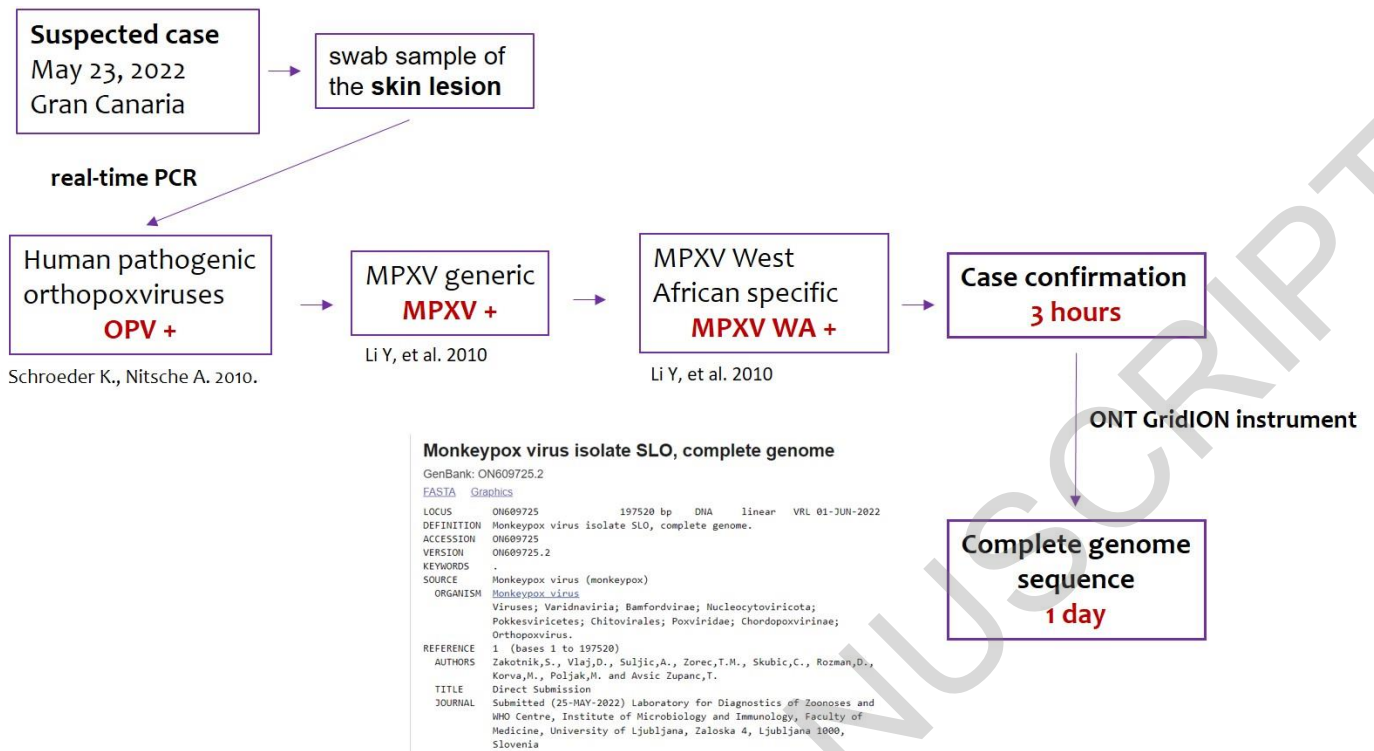 Suspected case
May 23, 2022
Gran Canaria
swab sample of
the skin lesion
real-time PCR
Human pathogenic
orthopoxviruses
OPV +
Schroeder K., Nitsche A. 2010.
MPXV generic
MPXV +
Li Y, et al. 2010
MPXV West
African specific
MPXV WA +
Li Y, et al. 2010
Case confirmation
3 hours
ONT GridION instrument
Complete genome
sequence
1 day
Monkeypox virus isolate SLO, complete genome
GenBank: ON609725.2
FASTA Graphics
LOCUS ON609725 197520 bp DNA linear VRL 01-JUN-2022
DEFINITION Monkeypox virus isolate SLO, complete genome.
ACCESSION ON609725
VERSION ON609725.2
KEYWORDS .
SOURCE Monkeypox virus (monkeypox)
ORGANISM Monkeypox virus
Viruses; Varidnaviria; Bamfordvirae; Nucleocytoviricota;
Pokkesviricetes; Chitovirales; Poxviridae; Chordopoxvirinae;
Orthopoxvirus.
REFERENCE 1 (bases 1 to 197520)
AUTHORS Zakotnik,S., Vlaj,D., Suljic,A., Zorec,T.M., Skubic,C., Rozman,D.,
Korva,M., Poljak,M. and Avsic Zupanc,T.
TITLE Direct Submission
JOURNAL Submitted (25-MAY-2022) Laboratory for Diagnostics of Zoonoses and
WHO Centre, Institute of Microbiology and Immunology, Faculty of
Medicine, University of Ljubljana, Zaloska 4, Ljubljana 1000,
Slovenia
NUSCRIPT